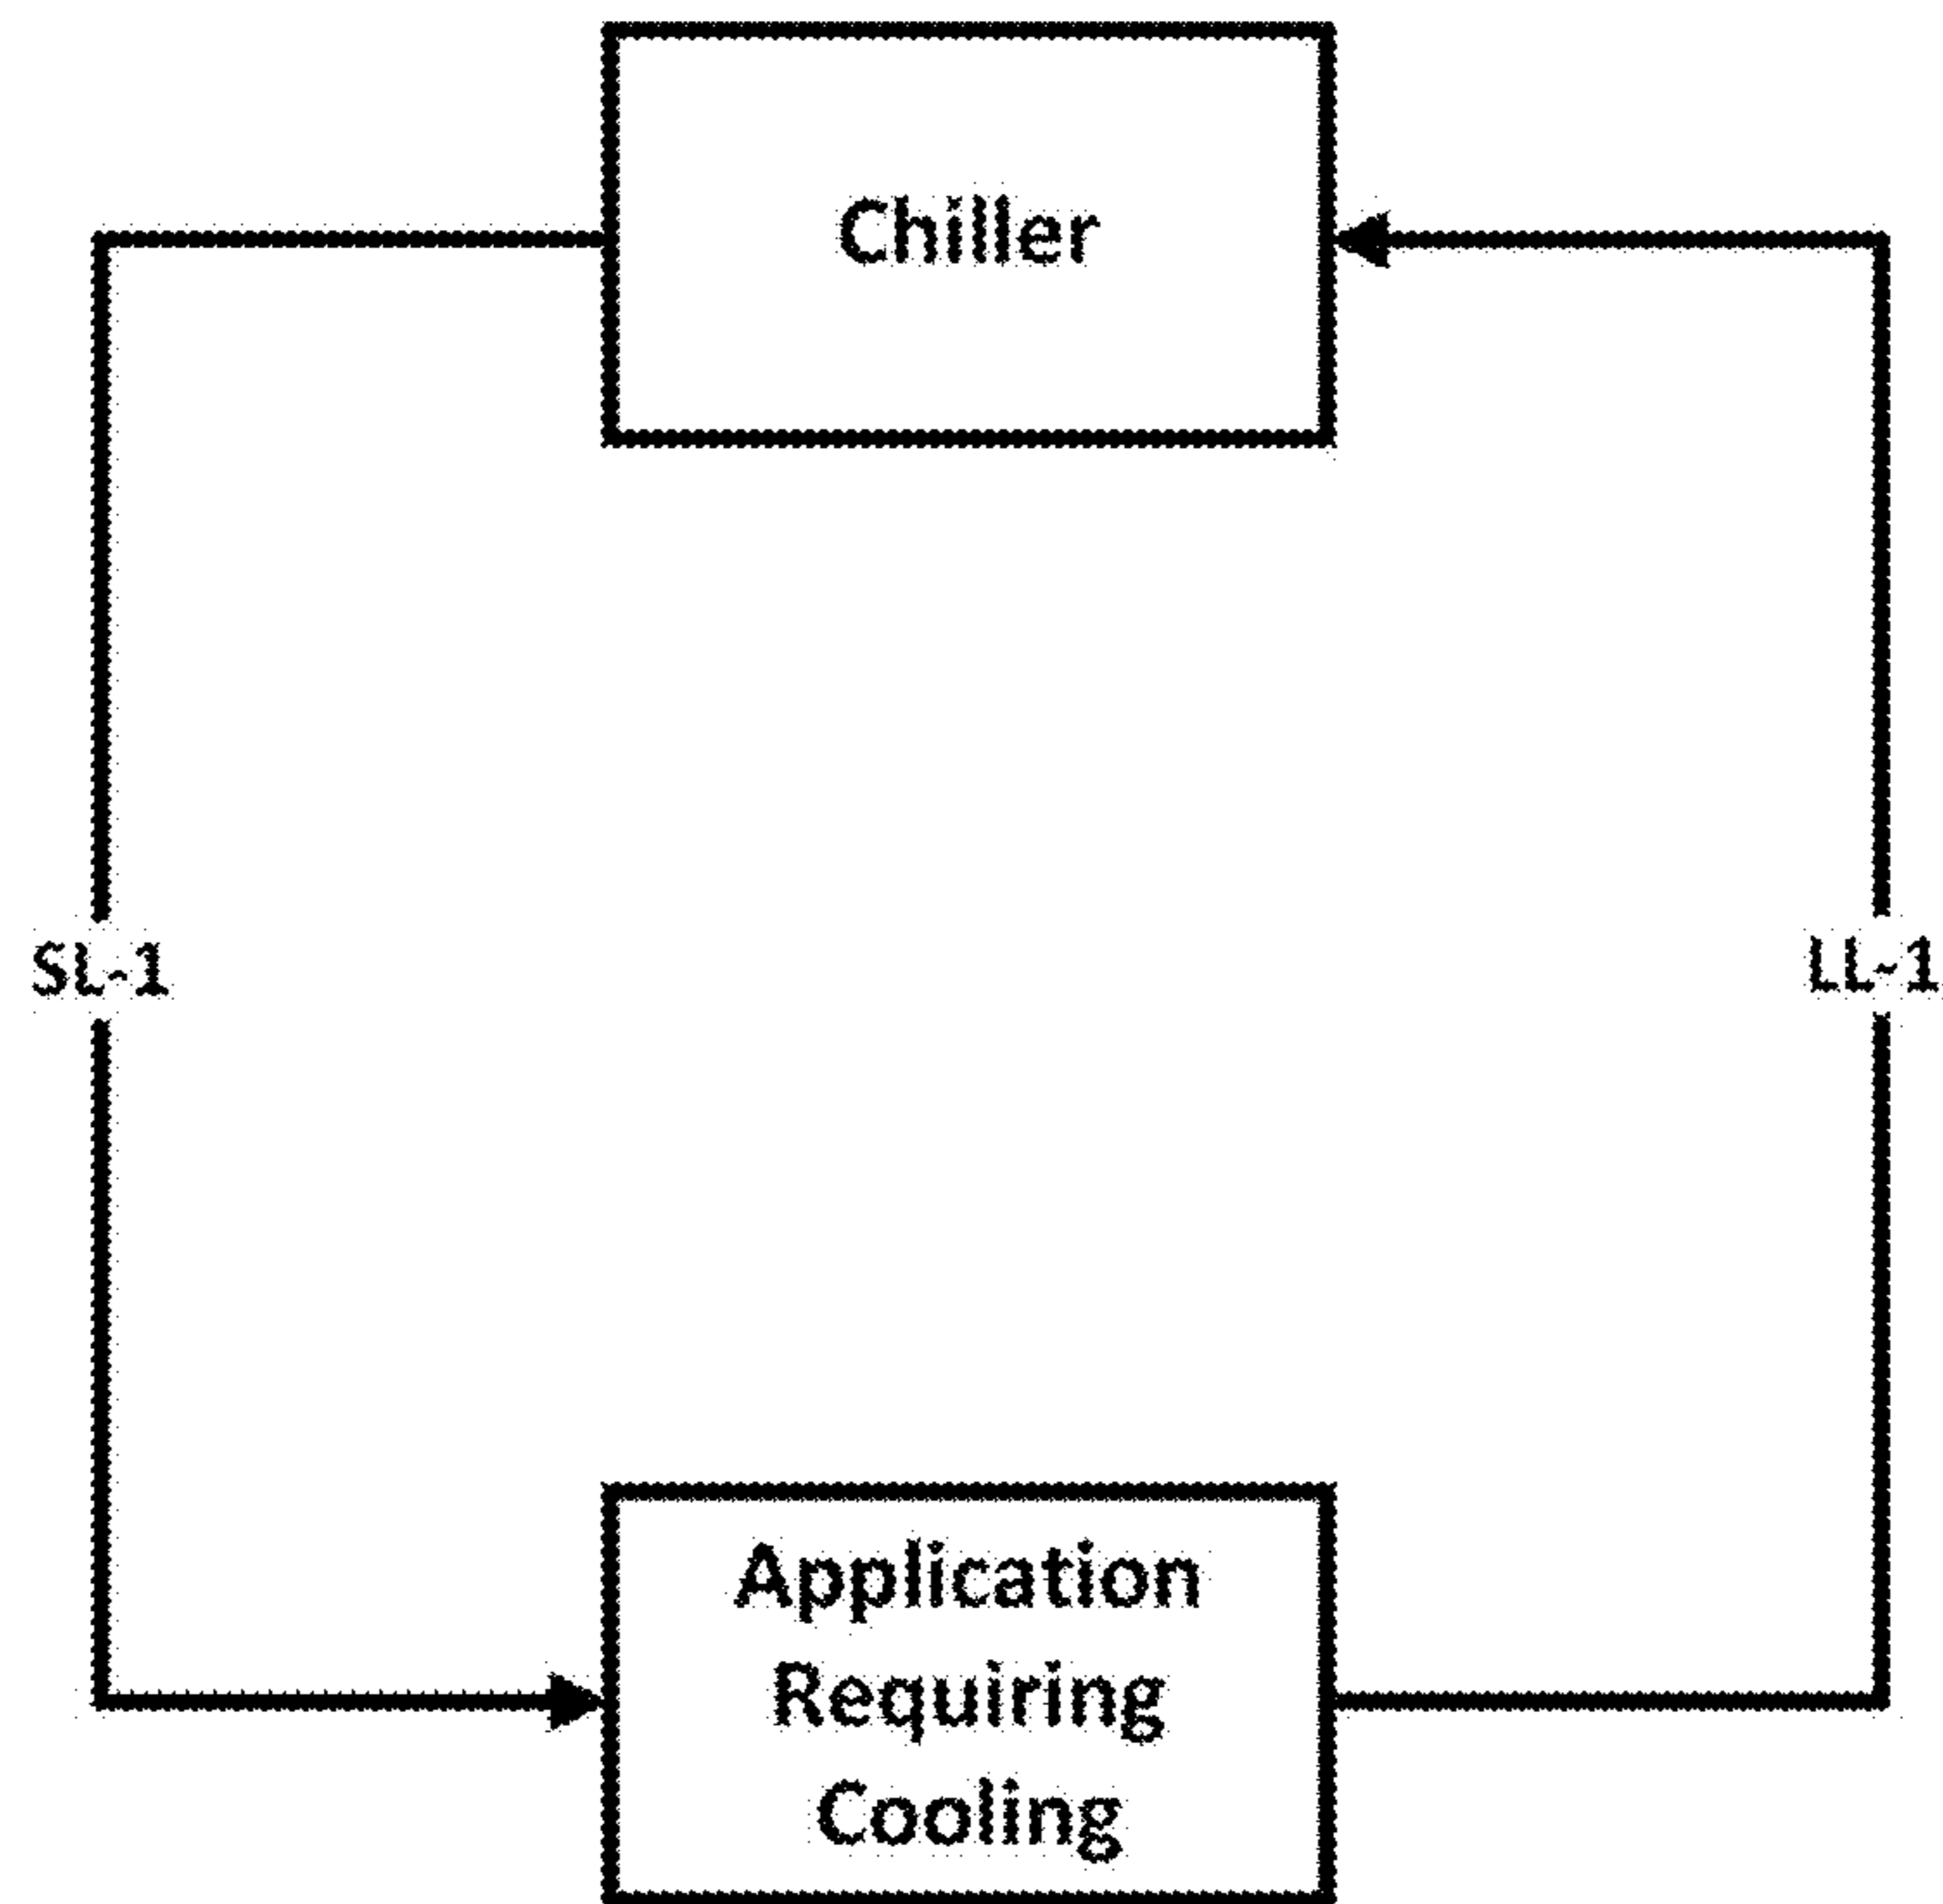 Chiller
SL-1
LL-1
Application
Requiring
Cooling